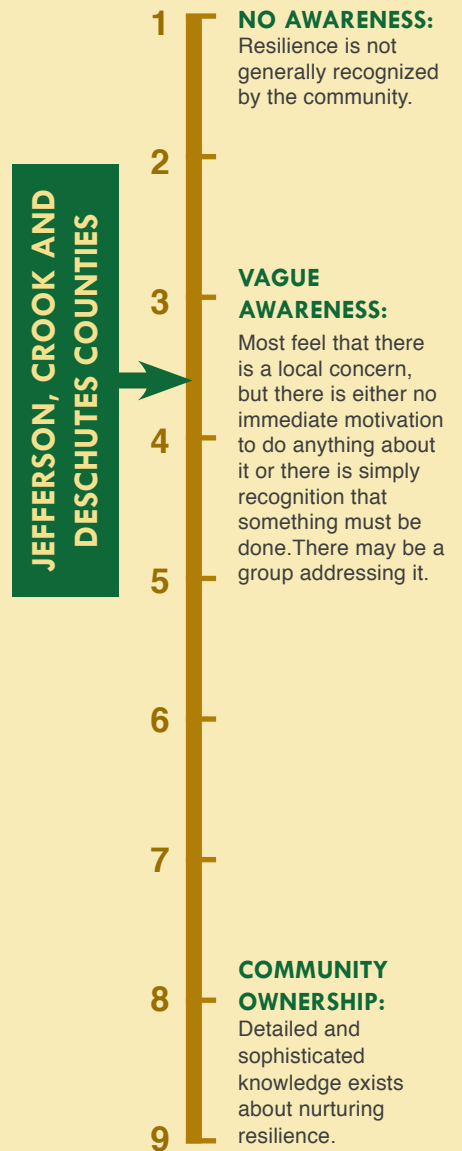 1
NO AWARENESS:
Resilience is not
generally recognized
by the community.
2
JEFFERSON, CROOK AND
DESCHUTES COUNTIES
3
VAGUE
AWARENESS:
Most feel that there
is a local concern,
but there is either no
immediate motivation
to do anything about
it or there is simply
recognition that
something must be
done.There may be a
group addressing it.
4
5
6
7
8
COMMUNITY
OWNERSHIP:
Detailed and
sophisticated
knowledge exists
about nurturing
resilience.
9